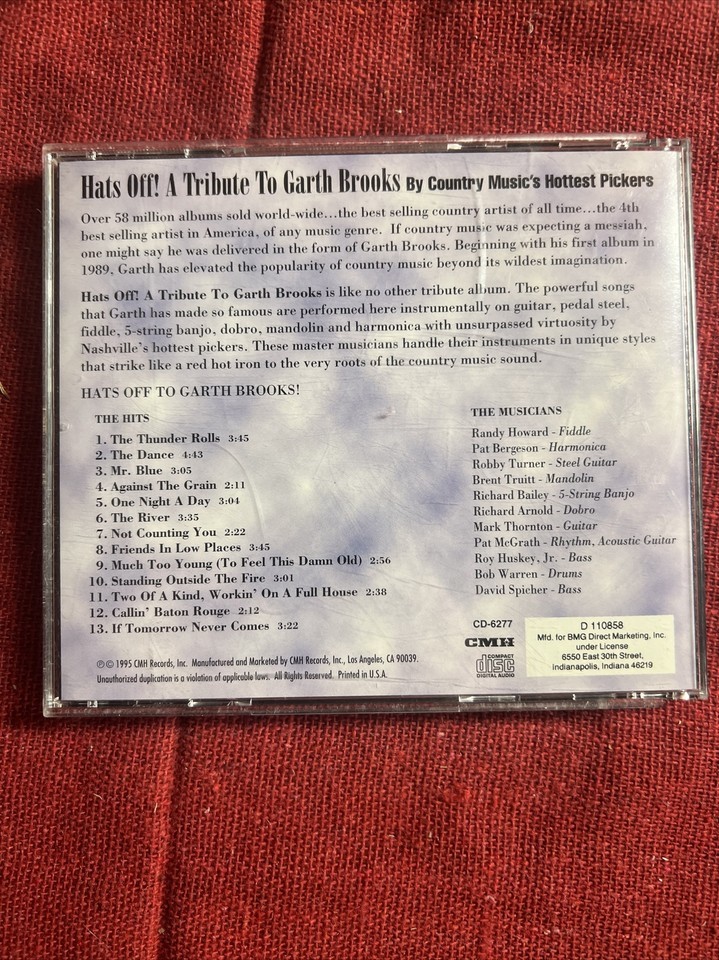 Hats Off! A Tribute To Garth Brooks By Country Music's Hottest Pickers
Over 58 million albums sold world-wide...the best selling country artist of all time...the 4th
best selling artist in America, of any music genre. If country music was expecting a messiah,
one might say he was delivered in the form of Garth Brooks. Beginning with his first album in
1989, Garth has elevated the popularity of country music beyond its wildest imagination.
Hats Off! A Tribute To Garth Brooks is like no other tribute album. The powerful songs
that Garth has made so famous are performed here instrumentally on guitar, pedal steel,
fiddle, 5-string banjo, dobro, mandolin and harmonica with unsurpassed virtuosity by
Nashville's hottest pickers. These master musicians handle their instruments in unique styles
that strike like a red hot iron to the very roots of the country music sound.
HATS OFF TO GARTH BROOKS!
THE HITS
1. The Thunder Rolls 3:45
2. The Dance 4:43
3. Mr. Blue 3:05
4. Against The Grain 2:11
5. One Night A Day 3:04
6. The River 3:35
7. Not Counting You 2:22
8. Friends In Low Places 3:45
9. Much Too Young (To Feel This Damn Old) 2:56
10. Standing Outside The Fire 3:01
11. Two Of A Kind, Workin' On A Full House 2:38
12. Callin' Baton Rouge 2:12
13. If Tomorrow Never Comes 3:22
THE MUSICIANS
Randy Howard - Fiddle
Pat Bergeson - Harmonica
Robby Turner - Steel Guitar
Brent Truitt - Mandolin
Richard Bailey - 5-String Banjo
Richard Arnold - Dobro
Mark Thornton - Guitar
Pat McGrath - Rhythm, Acoustic Guitar
Roy Huskey, Jr. - Bass
Bob Warren - Drums
David Spicher - Bass
℗© 1995 CMH Records, Inc. Manufactured and Marketed by CMH Records, Inc., Los Angeles, CA 90039.
Unauthorized duplication is a violation of applicable laws. All Rights Reserved. Printed in U.S.A.
CD-6277
CMH
COMPACT
disc
DIGITAL AUDIO
D 110858
Mfd. for BMG Direct Marketing, Inc.
under License
6550 East 30th Street,
Indianapolis, Indiana 46219